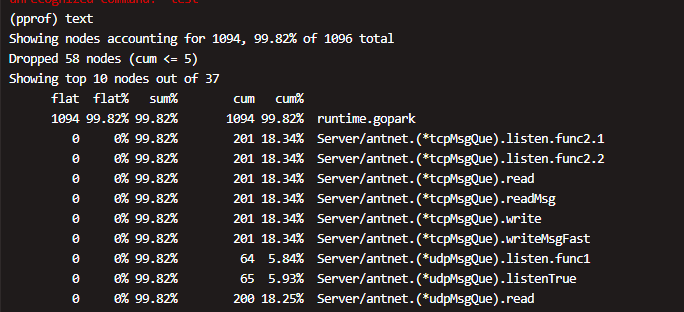 unrecognized command: "test"
(pprof) text
Showing nodes accounting for 1094, 99.82% of 1096 total
Dropped 58 nodes (cum <= 5)
Showing top 10 nodes out of 37
flat flat% sum% cum cum%
1094 99.82% 99.82% 1094 99.82% runtime.gopark
0 0% 99.82% 201 18.34% Server/antnet.(*tcpMsgQue).listen.func2.1
0 0% 99.82% 201 18.34% Server/antnet.(*tcpMsgQue).listen.func2.2
0 0% 99.82% 201 18.34% Server/antnet.(*tcpMsgQue).read
0 0% 99.82% 201 18.34% Server/antnet.(*tcpMsgQue).readMsg
0 0% 99.82% 201 18.34% Server/antnet.(*tcpMsgQue).write
0 0% 99.82% 201 18.34% Server/antnet.(*tcpMsgQue).writeMsgFast
0 0% 99.82% 64 5.84% Server/antnet.(*udpMsgQue).listen.func1
0 0% 99.82% 65 5.93% Server/antnet.(*udpMsgQue).listenTrue
0 0% 99.82% 200 18.25% Server/antnet.(*udpMsgQue).read